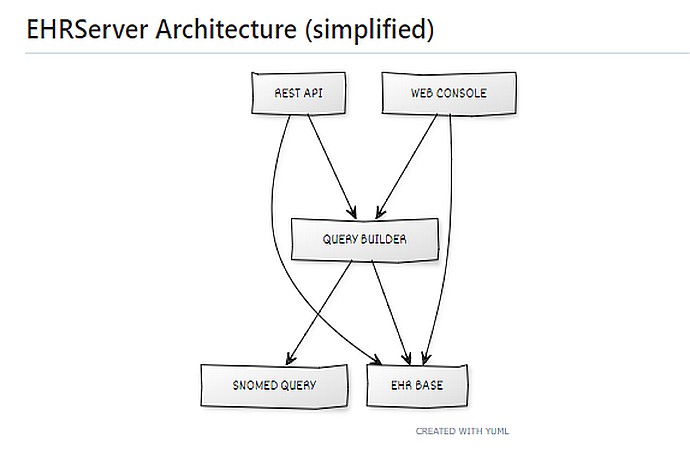 EHRServer Architecture (simplified)
REST API
WEB CONSOLE
QUERY BUILDER
SNOMED QUERY
EHR BASE
CREATED WITH YUML